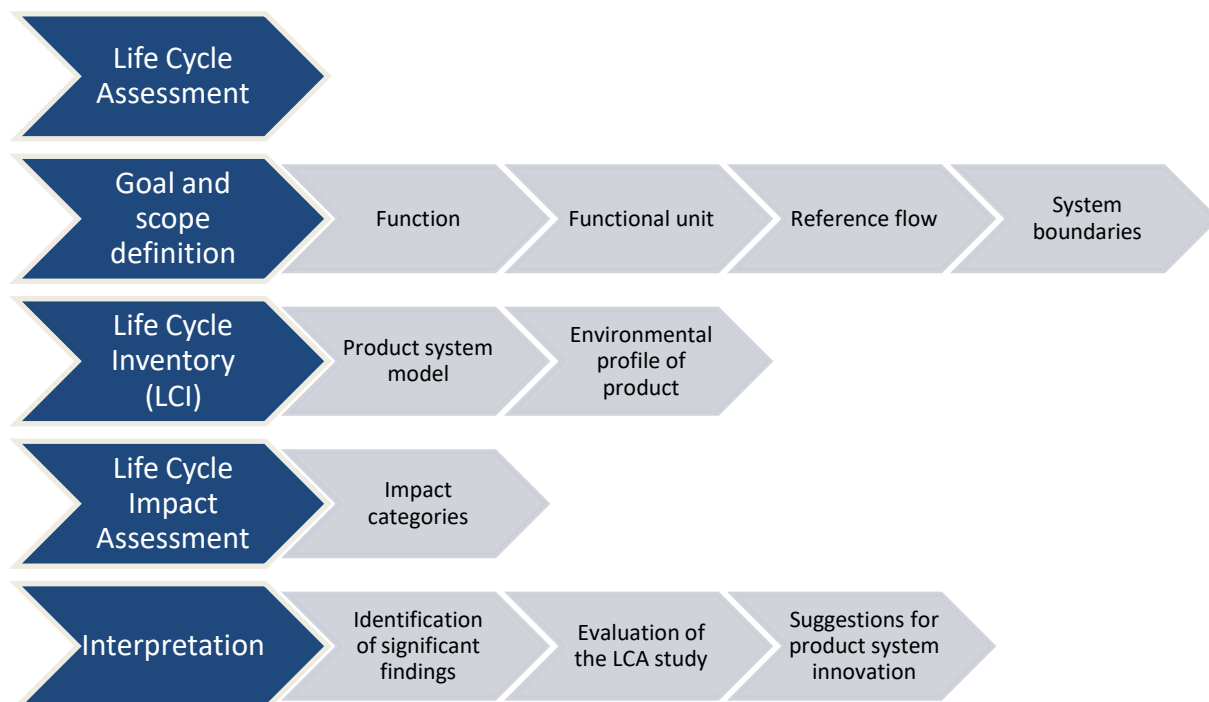 Life Cycle
Assessment
Goal and
scope
definition
Function
Functional unit
Reference flow
System
boundaries
Life Cycle
Inventory
(LCI)
Product system
model
Environmental
profile of
product
Life Cycle
Impact
Assessment
Impact
categories
Interpretation
Identification
of significant
findings
Evaluation of
the LCA study
Suggestions for
product system
innovation